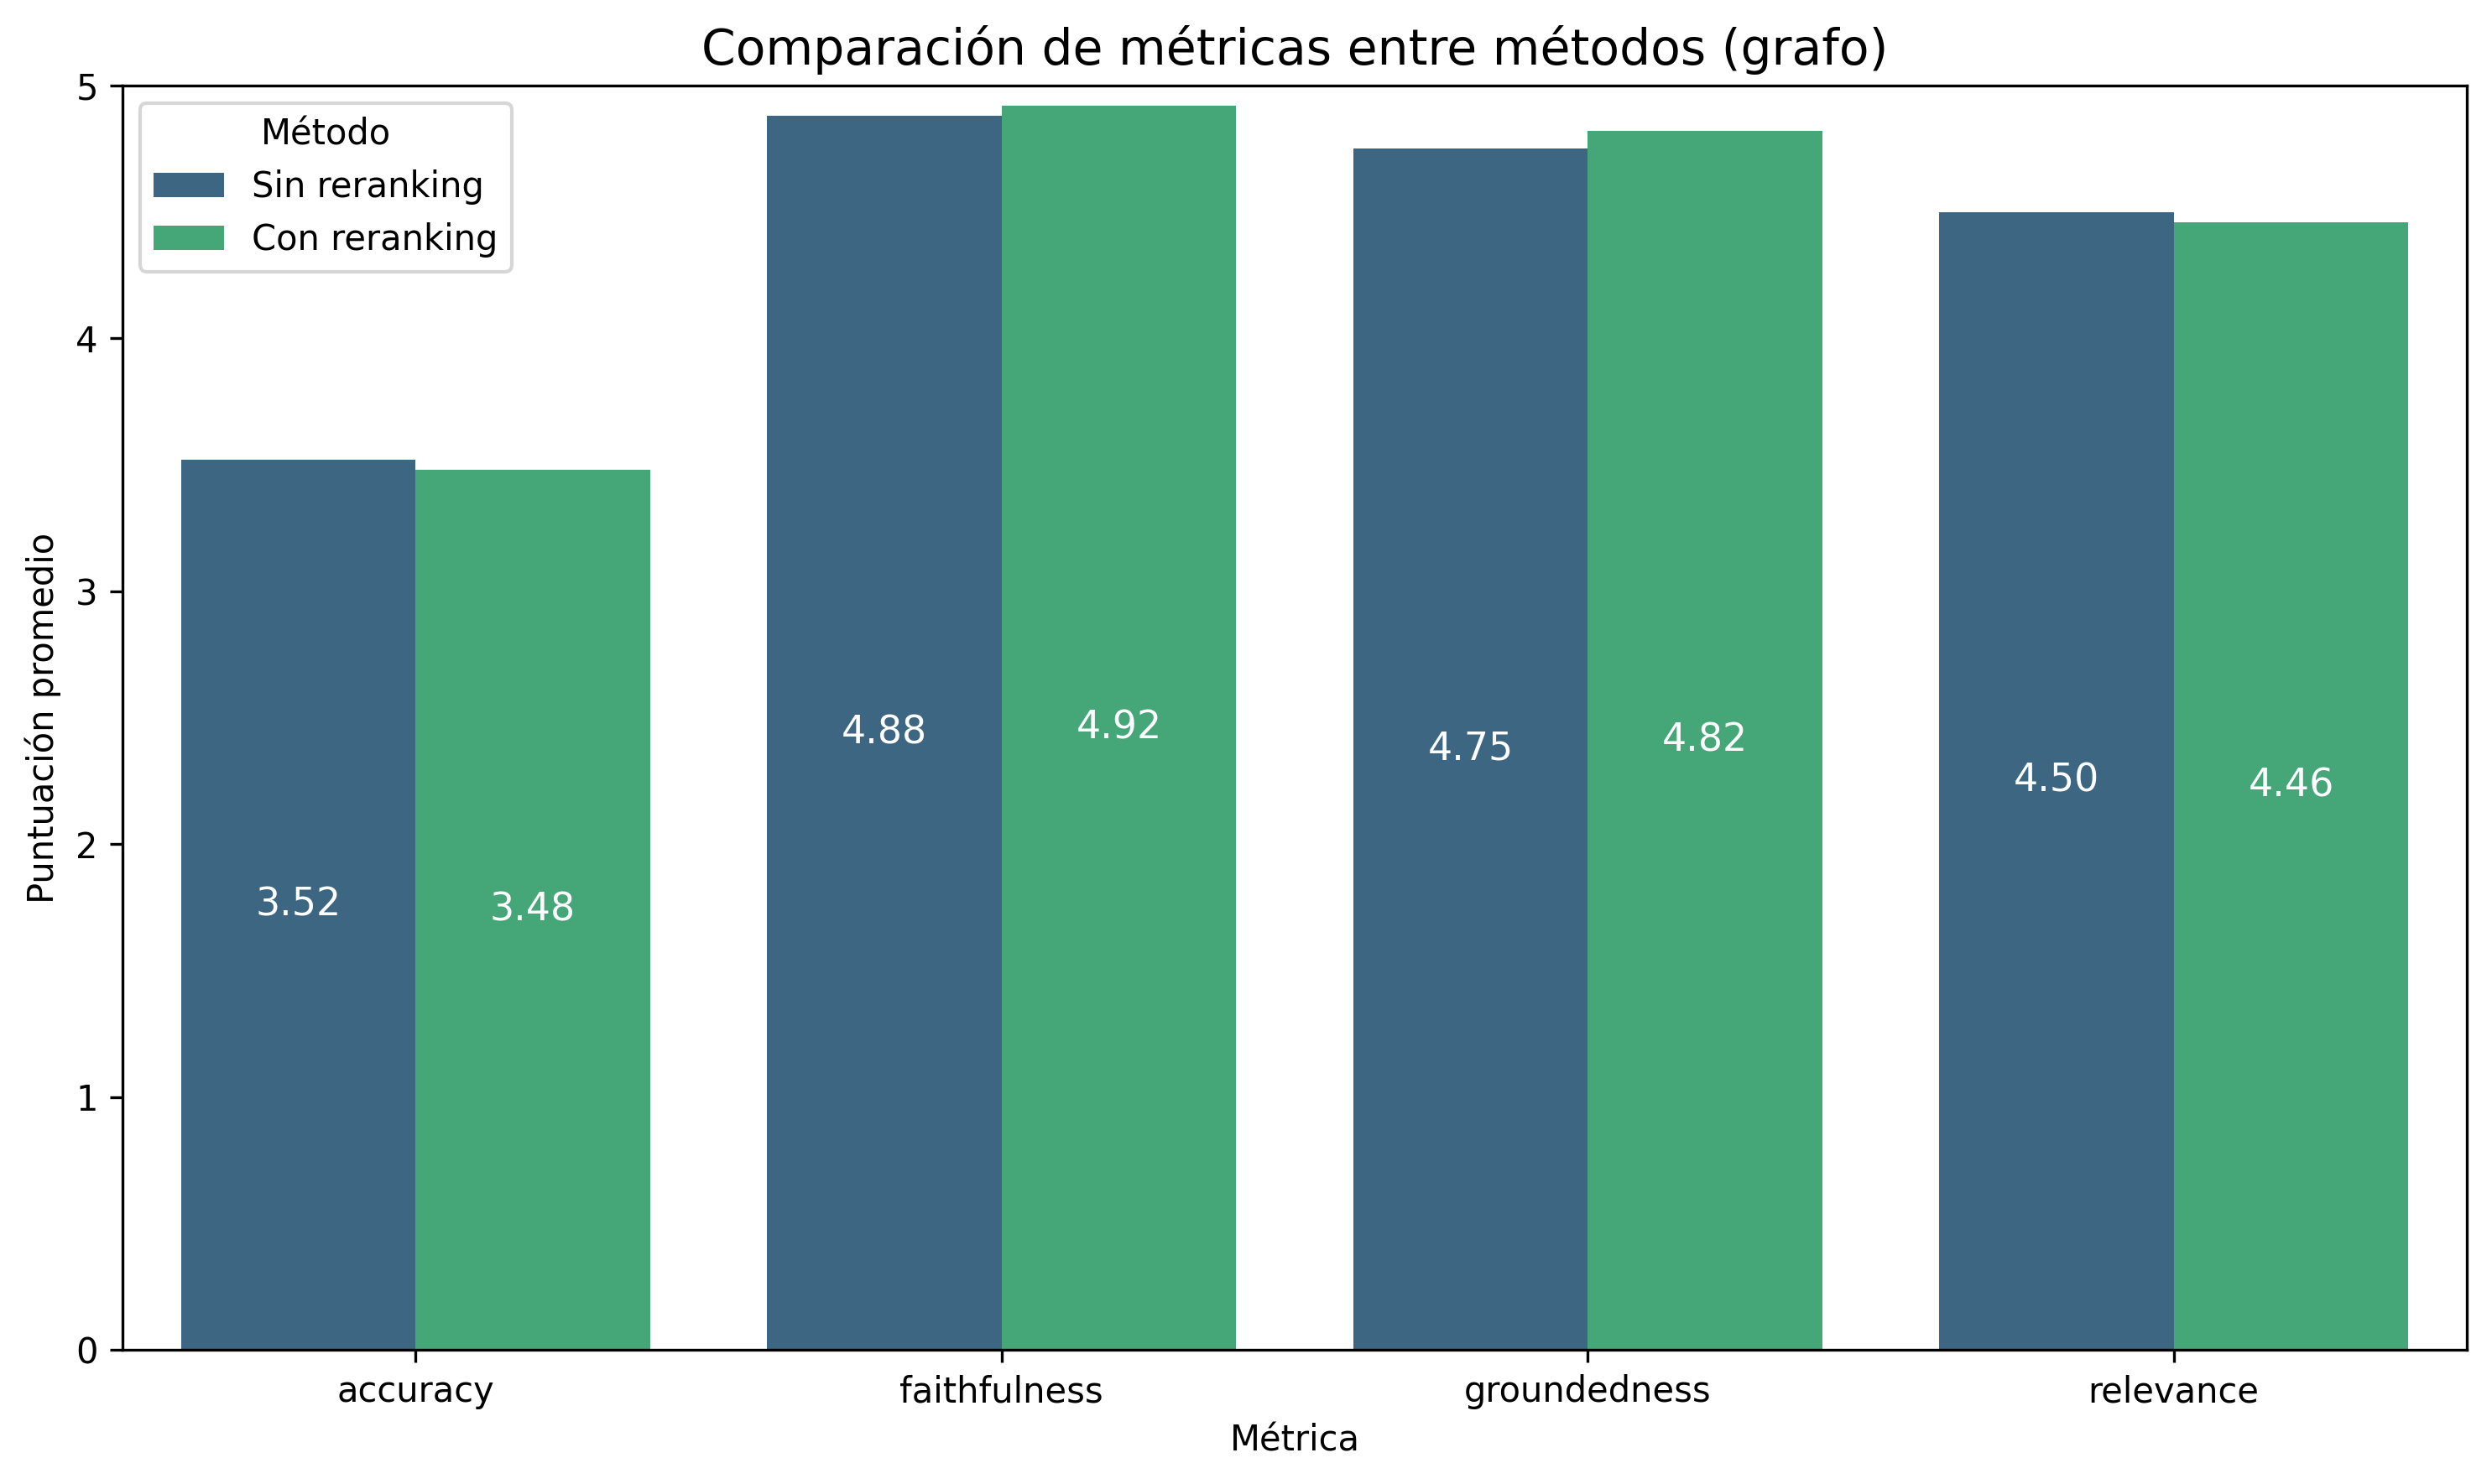 Comparación de métricas entre métodos (grafo)
Método
Sin reranking
Con reranking
Puntuación promedio
5
4
3
2
1
0
3.52
3.48
4.88
4.92
4.75
4.82
4.50
4.46
accuracy
faithfulness
groundedness
relevance
Métrica